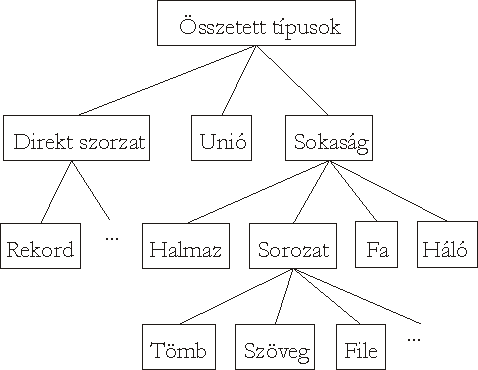 Összetett típusok
Direkt szorzat
Unió
Sokaság
Rekord
...
Halmaz
Sorozat
Fa
Háló
Tömb
Szöveg
File
...